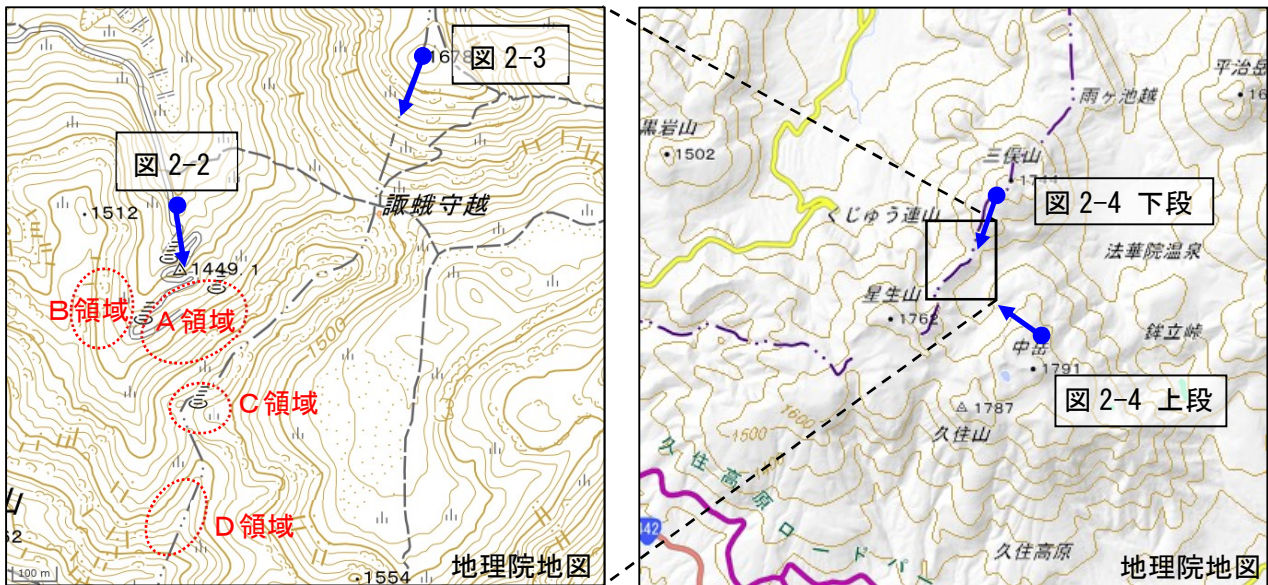 1678
図 2-3
図 2-2
諏蛾守越
1512
1449.1
B領域
A領域
1500
C領域
D領域
山
1554
100 m
地理院地図
平治岳
雨ヶ池越
黒岩山
1502
三俣山
1744
図 2-4 下段
くじゅう連山
法華院温泉
星生山
1762
鉾立峠
中岳
1791
図 2-4 上段
1600
1500
1787
久住山
久住高原ロードパー
442
久住高原
地理院地図